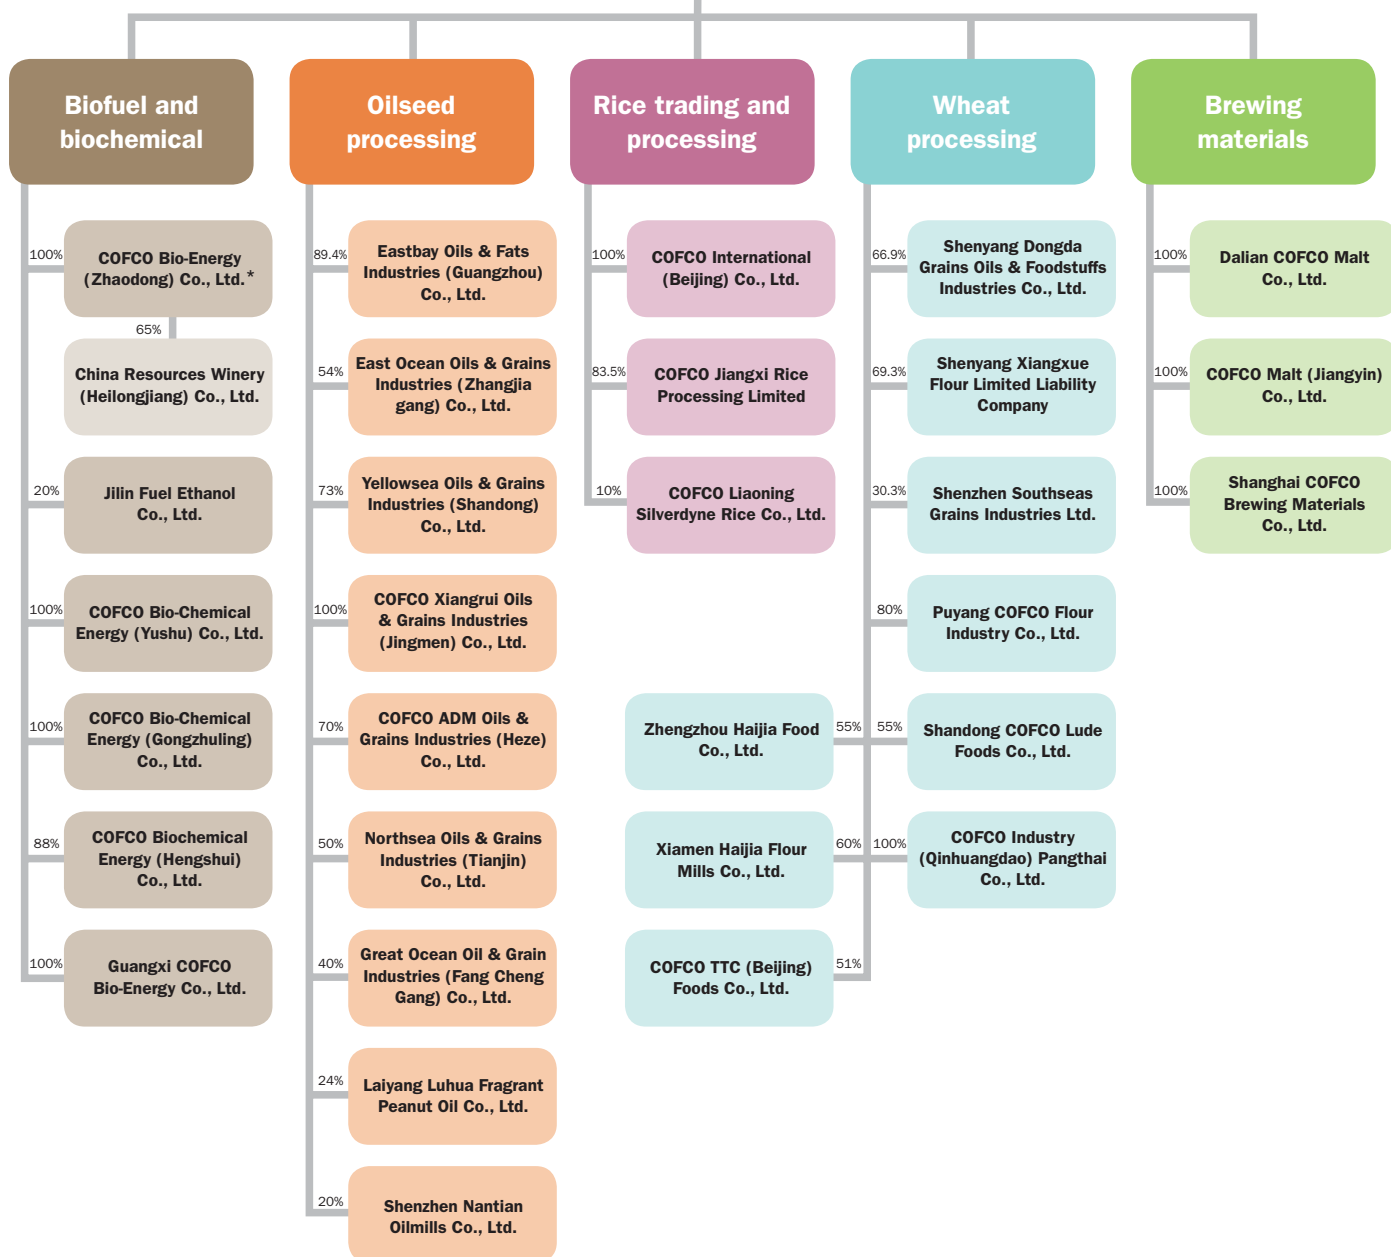 Biofuel and
biochemical
100%
COFCO Bio-Energy
(Zhaodong) Co., Ltd.*
65%
China Resources Winery
(Heilongjiang) Co., Ltd.
20%
Jilin Fuel Ethanol
Co., Ltd.
100%
COFCO Bio-Chemical
Energy (Yushu) Co., Ltd.
100%
COFCO Bio-Chemical
Energy (Gongzhuling)
Co., Ltd.
88%
COFCO Biochemical
Energy (Hengshui)
Co., Ltd.
100%
Guangxi COFCO
Bio-Energy Co., Ltd.
Oilseed
processing
89.4%
Eastbay Oils & Fats
Industries (Guangzhou)
Co., Ltd.
54%
East Ocean Oils & Grains
Industries (Zhangjia
gang) Co., Ltd.
73%
Yellowsea Oils & Grains
Industries (Shandong)
Co., Ltd.
100%
COFCO Xiangrui Oils
& Grains Industries
(Jingmen) Co., Ltd.
70%
COFCO ADM Oils &
Grains Industries (Heze)
Co., Ltd.
50%
Northsea Oils & Grains
Industries (Tianjin)
Co., Ltd.
40%
Great Ocean Oil & Grain
Industries (Fang Cheng
Gang) Co., Ltd.
24%
Laiyang Luhua Fragrant
Peanut Oil Co., Ltd.
20%
Shenzhen Nantian
Oilmills Co., Ltd.
Rice trading and
processing
100%
COFCO International
(Beijing) Co., Ltd.
83.5%
COFCO Jiangxi Rice
Processing Limited
10%
COFCO Liaoning
Silverdyne Rice Co., Ltd.
Wheat
processing
66.9%
Shenyang Dongda
Grains Oils & Foodstuffs
Industries Co., Ltd.
69.3%
Shenyang Xiangxue
Flour Limited Liability
Company
30.3%
Shenzhen Southseas
Grains Industries Ltd.
80%
Puyang COFCO Flour
Industry Co., Ltd.
Zhengzhou Haijia Food
Co., Ltd.
55%
55%
Shandong COFCO Lude
Foods Co., Ltd.
Xiamen Haijia Flour
Mills Co., Ltd.
60%
100%
COFCO Industry
(Qinhuangdao) Pangthai
Co., Ltd.
COFCO TTC (Beijing)
Foods Co., Ltd.
51%
Brewing
materials
100%
Dalian COFCO Malt
Co., Ltd.
100%
COFCO Malt (Jiangyin)
Co., Ltd.
100%
Shanghai COFCO
Brewing Materials
Co., Ltd.